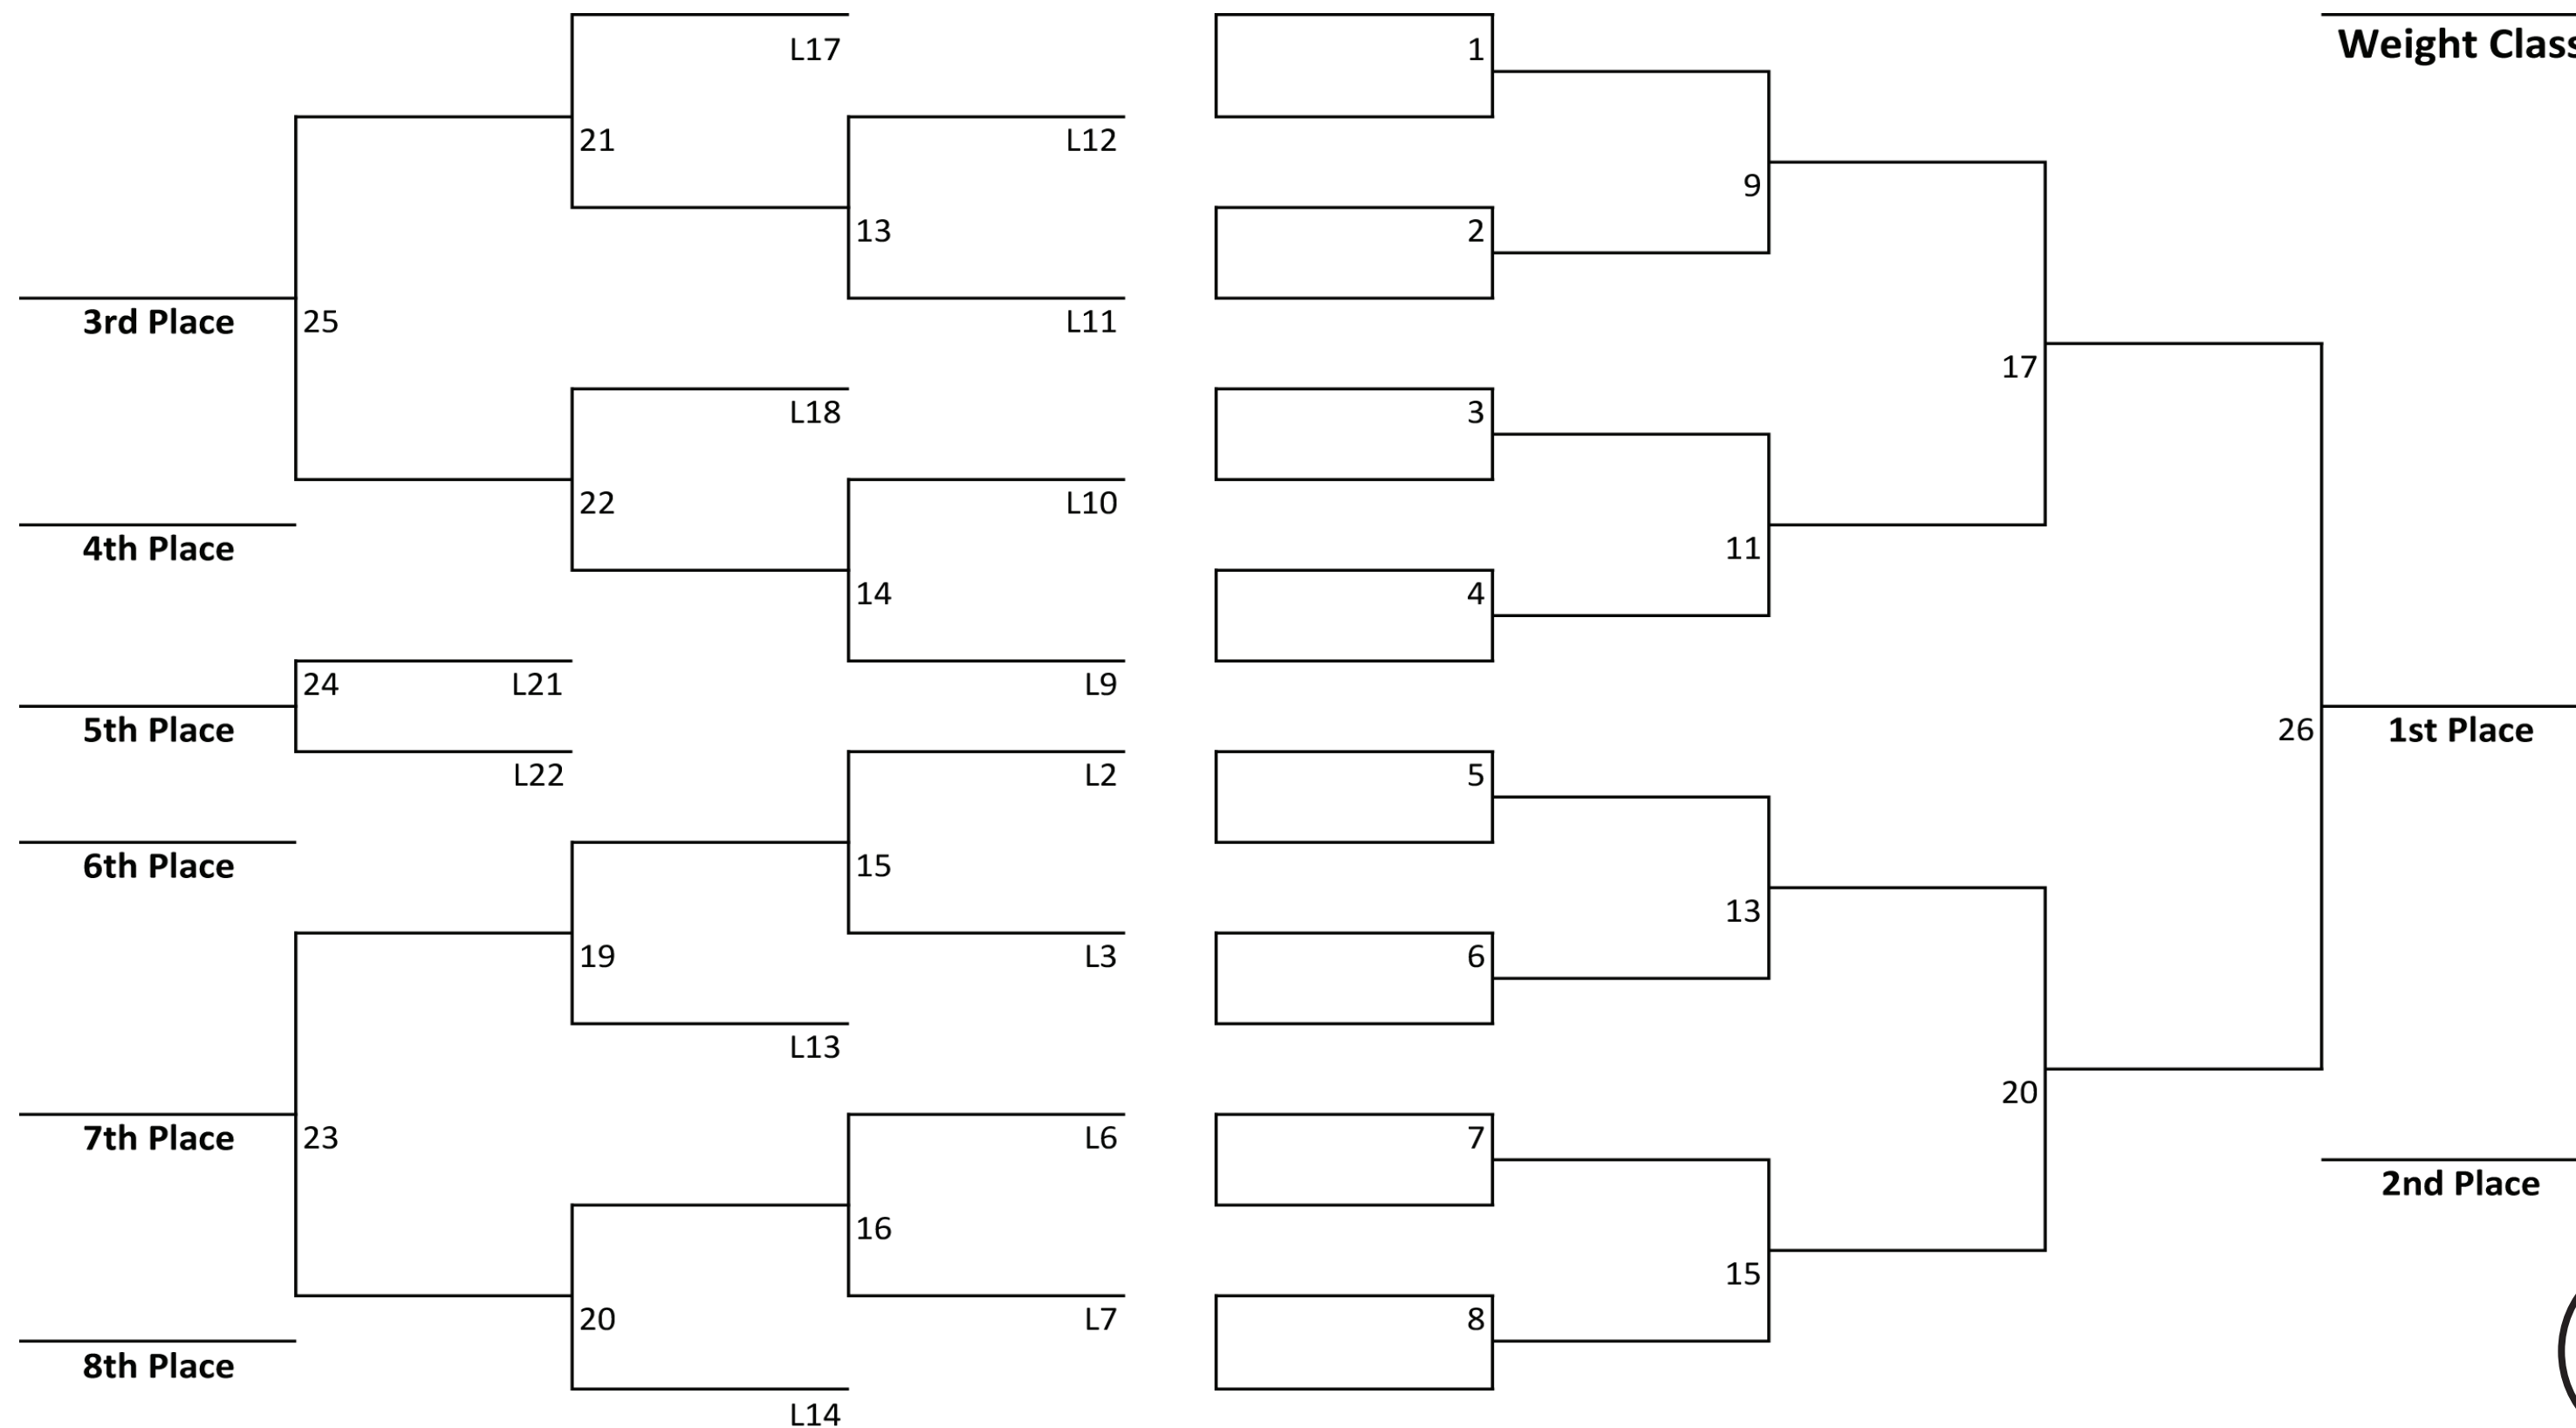 L17
1
Weight Class
21
L12
9
13
2
3rd Place
25
L11
17
L18
3
22
L10
4th Place
11
14
4
24
L21
L9
5th Place
26
1st Place
L22
L2
5
6th Place
15
13
19
L3
6
L13
20
7th Place
23
L6
7
2nd Place
16
15
20
L7
8
8th Place
L14